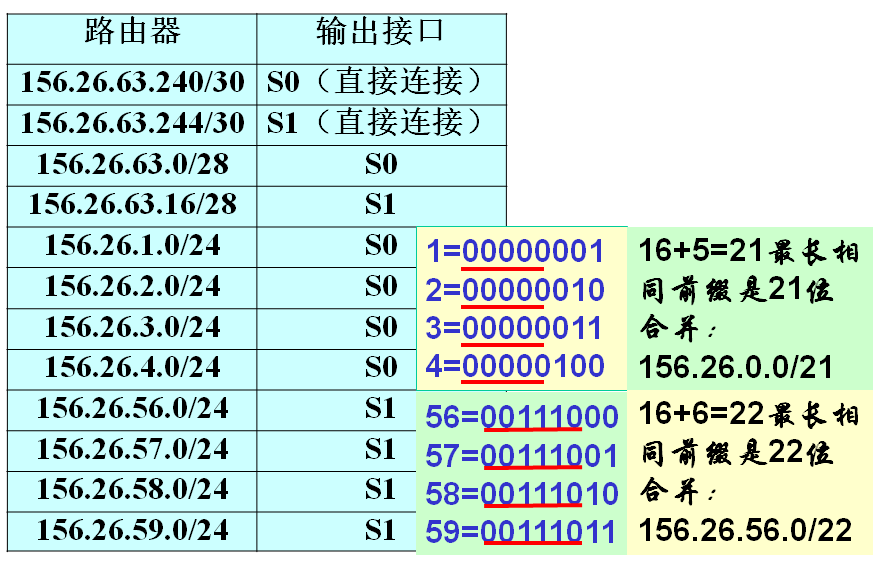 路由器 输出接口
156.26.63.240/30 S0（直接连接）
156.26.63.244/30 S1（直接连接）
156.26.63.0/28 S0
156.26.63.16/28 S1
156.26.1.0/24 S0
156.26.2.0/24 S0
156.26.3.0/24 S0
156.26.4.0/24 S0
156.26.56.0/24 S1
156.26.57.0/24 S1
156.26.58.0/24 S1
156.26.59.0/24 S1
1=00000001
2=00000010
3=00000011
4=00000100
16+5=21最长相
同前缀是21位
合并：
156.26.0.0/21
56=00111000
57=00111001
58=00111010
59=00111011
16+6=22最长相
同前缀是22位
合并：
156.26.56.0/22